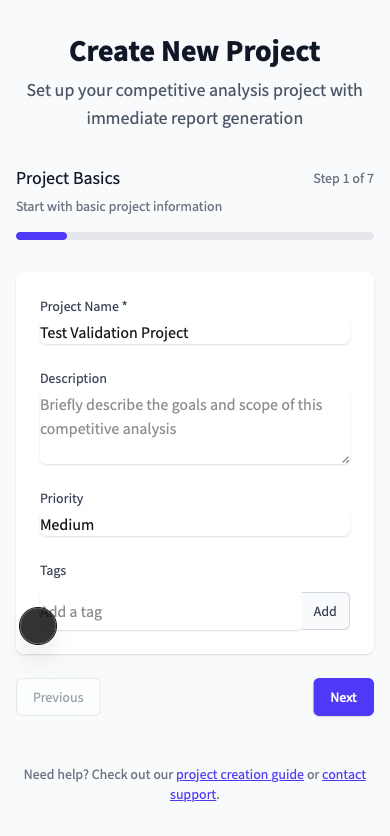 Create New Project
Set up your competitive analysis project with
immediate report generation
Project Basics
Step 1 of 7
Start with basic project information
Project Name *
Test Validation Project
Description
Briefly describe the goals and scope of this
competitive analysis
Priority
Medium
Tags
Add a tag
Add
Previous
Next
Need help? Check out our project creation guide or contact
support.